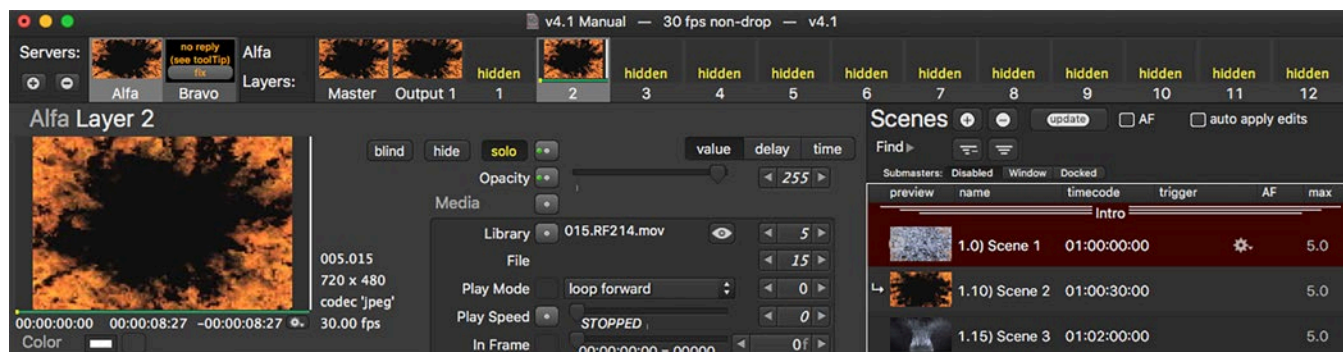 v4.1 Manual — 30 fps non-drop — v4.1
Servers:
no reply
(see toolTip)
fix
Alfa
Bravo
Alfa
Layers:
Master
Output 1
hidden
1
2
hidden
3
hidden
4
hidden
5
hidden
6
hidden
7
hidden
8
hidden
9
hidden
10
hidden
11
hidden
12
Alfa Layer 2
005.015
720 x 480
codec 'jpeg'
30.00 fps
00:00:00:00 00:00:08:27 -00:00:08:27
Color
blind hide solo value delay time
Opacity 255
Media
Library 015.RF214.mov 5
File 15
Play Mode loop forward 0
Play Speed STOPPED 0
In Frame 00:00:00:00 – 00000 0f
Scenes update AF auto apply edits
Find
Submasters: Disabled Window Docked
preview name timecode trigger AF max
Intro
1.0) Scene 1 01:00:00:00 5.0
1.10) Scene 2 01:00:30:00 5.0
1.15) Scene 3 01:02:00:00 5.0